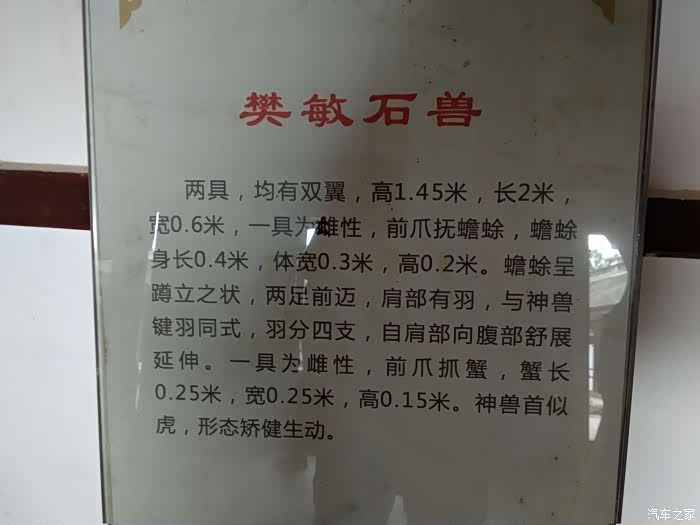 樊敏石兽
两具，均有双翼，高1.45米，长2米，
宽0.6米，一具为雌性，前爪抚蟾蜍，蟾蜍
身长0.4米，体宽0.3米，高0.2米。蟾蜍呈
蹲立之状，两足前迈，肩部有羽，与神兽
键羽同式，羽分四支，自肩部向腹部舒展
延伸。一具为雌性，前爪抓蟹，蟹长
0.25米，宽0.25米，高0.15米。神兽首似
虎，形态矫健生动。
汽车之家